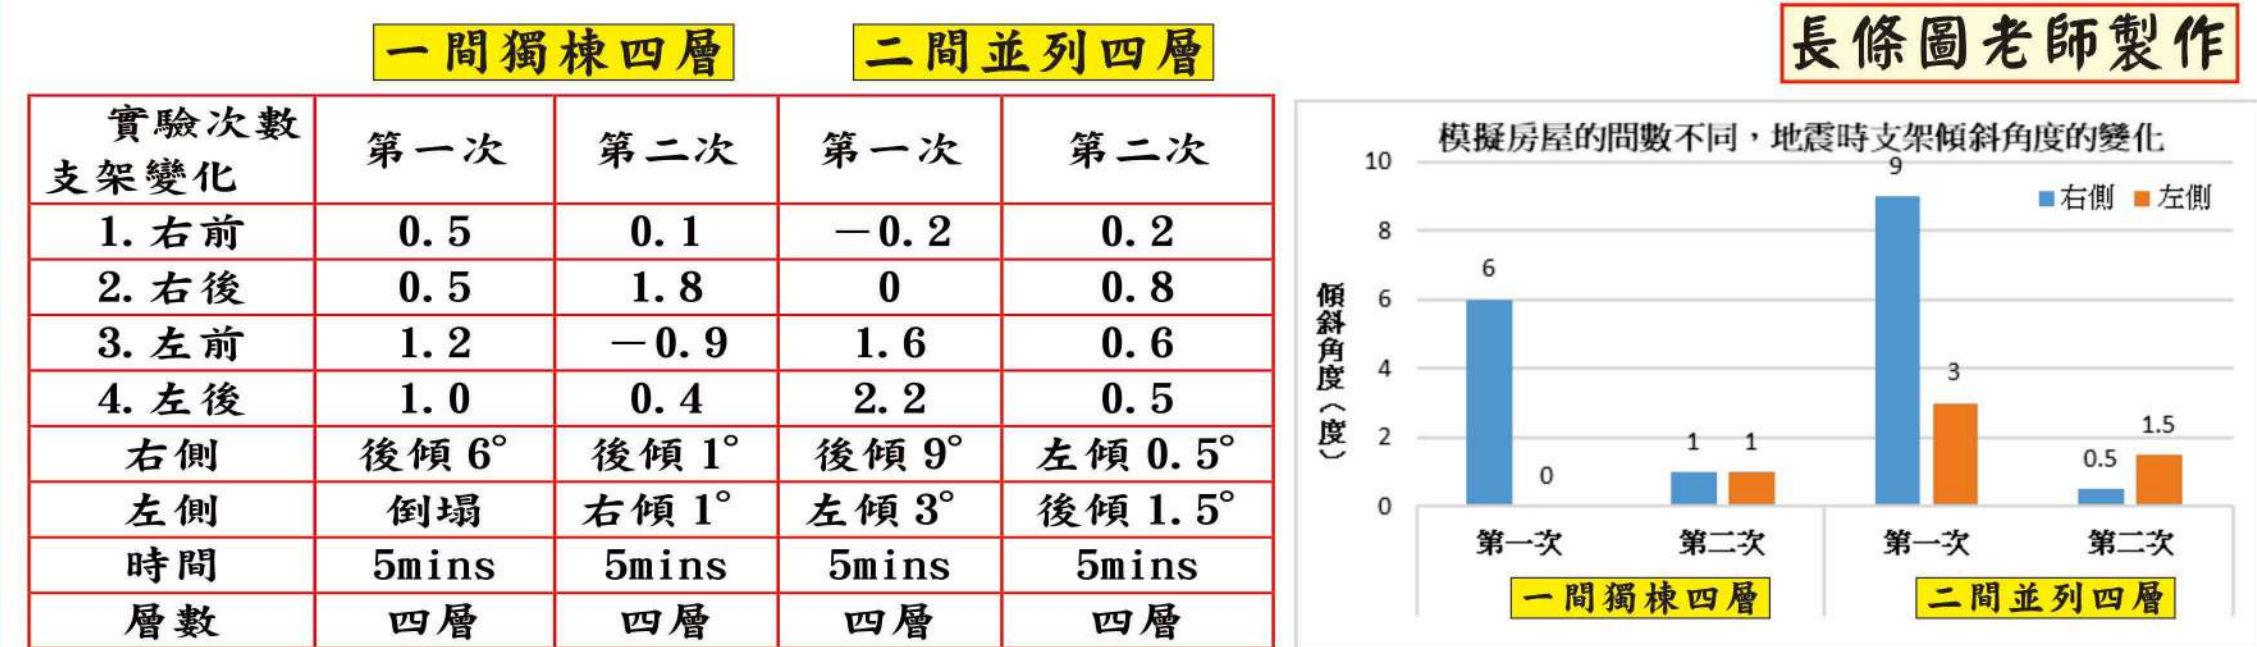 一間獨棟四層 二間並列四層
長條圖老師製作
實驗次數
支架變化
第一次 第二次 第一次 第二次
1.右前 0.5 0.1 －0.2 0.2
2.右後 0.5 1.8 0 0.8
3.左前 1.2 －0.9 1.6 0.6
4.左後 1.0 0.4 2.2 0.5
右側 後傾6° 後傾1° 後傾9° 左傾0.5°
左側 倒塌 右傾1° 左傾3° 後傾1.5°
時間 5mins 5mins 5mins 5mins
層數 四層 四層 四層 四層
模擬房屋的間數不同，地震時支架傾斜角度的變化
右側 左側
傾斜角度（度）
10
8
6
4
2
0
6 0 1 1 9 3 0.5 1.5
第一次 第二次 第一次 第二次
一間獨棟四層 二間並列四層